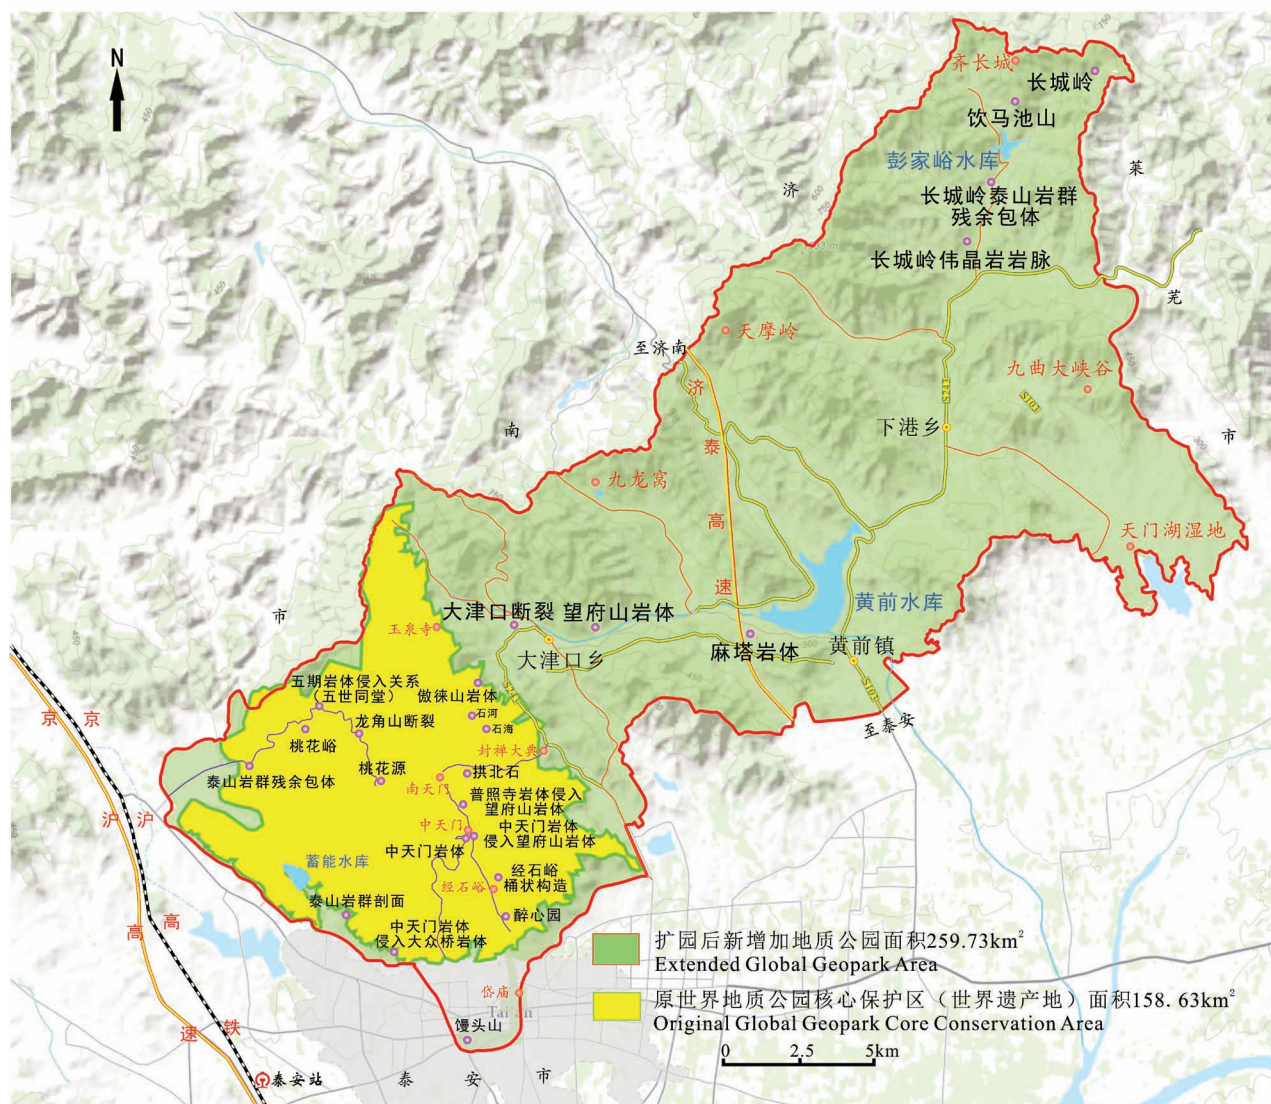 N
齐长城
长城岭
饮马池山
彭家峪水库
济
莱
长城岭泰山岩群
残余包体
长城岭伟晶岩岩脉
芜
天摩岭
至济南
九曲大峡谷
济
S243
S103
下港乡
市
南
泰
九龙窝
高
天门湖湿地
速
黄前水库
大津口断裂
望府山岩体
市
玉泉寺
麻塔岩体
黄前镇
大津口乡
S243
S103
五期岩体侵入关系
(五世同堂)
傲徕山岩体
石河
石海
至泰安
京
京
龙角山断裂
桃花峪
封禅大典
泰山岩群残余包体
桃花源
拱北石
南天门
普照寺岩体侵入
望府山岩体
沪
沪
中天门
中天门岩体
侵入望府山岩体
中天门岩体
蓄能水库
经石峪
桶状构造
经石峪
泰山岩群剖面
醉心园
高
高
中天门岩体
侵入大众桥岩体
扩园后新增加地质公园面积259.73km²
Extended Global Geopark Area
岱庙
Tai'an
原世界地质公园核心保护区（世界遗产地）面积158.63km²
Original Global Geopark Core Conservation Area
速
铁
馒头山
0
2.5
5km
泰安站
泰
安
市